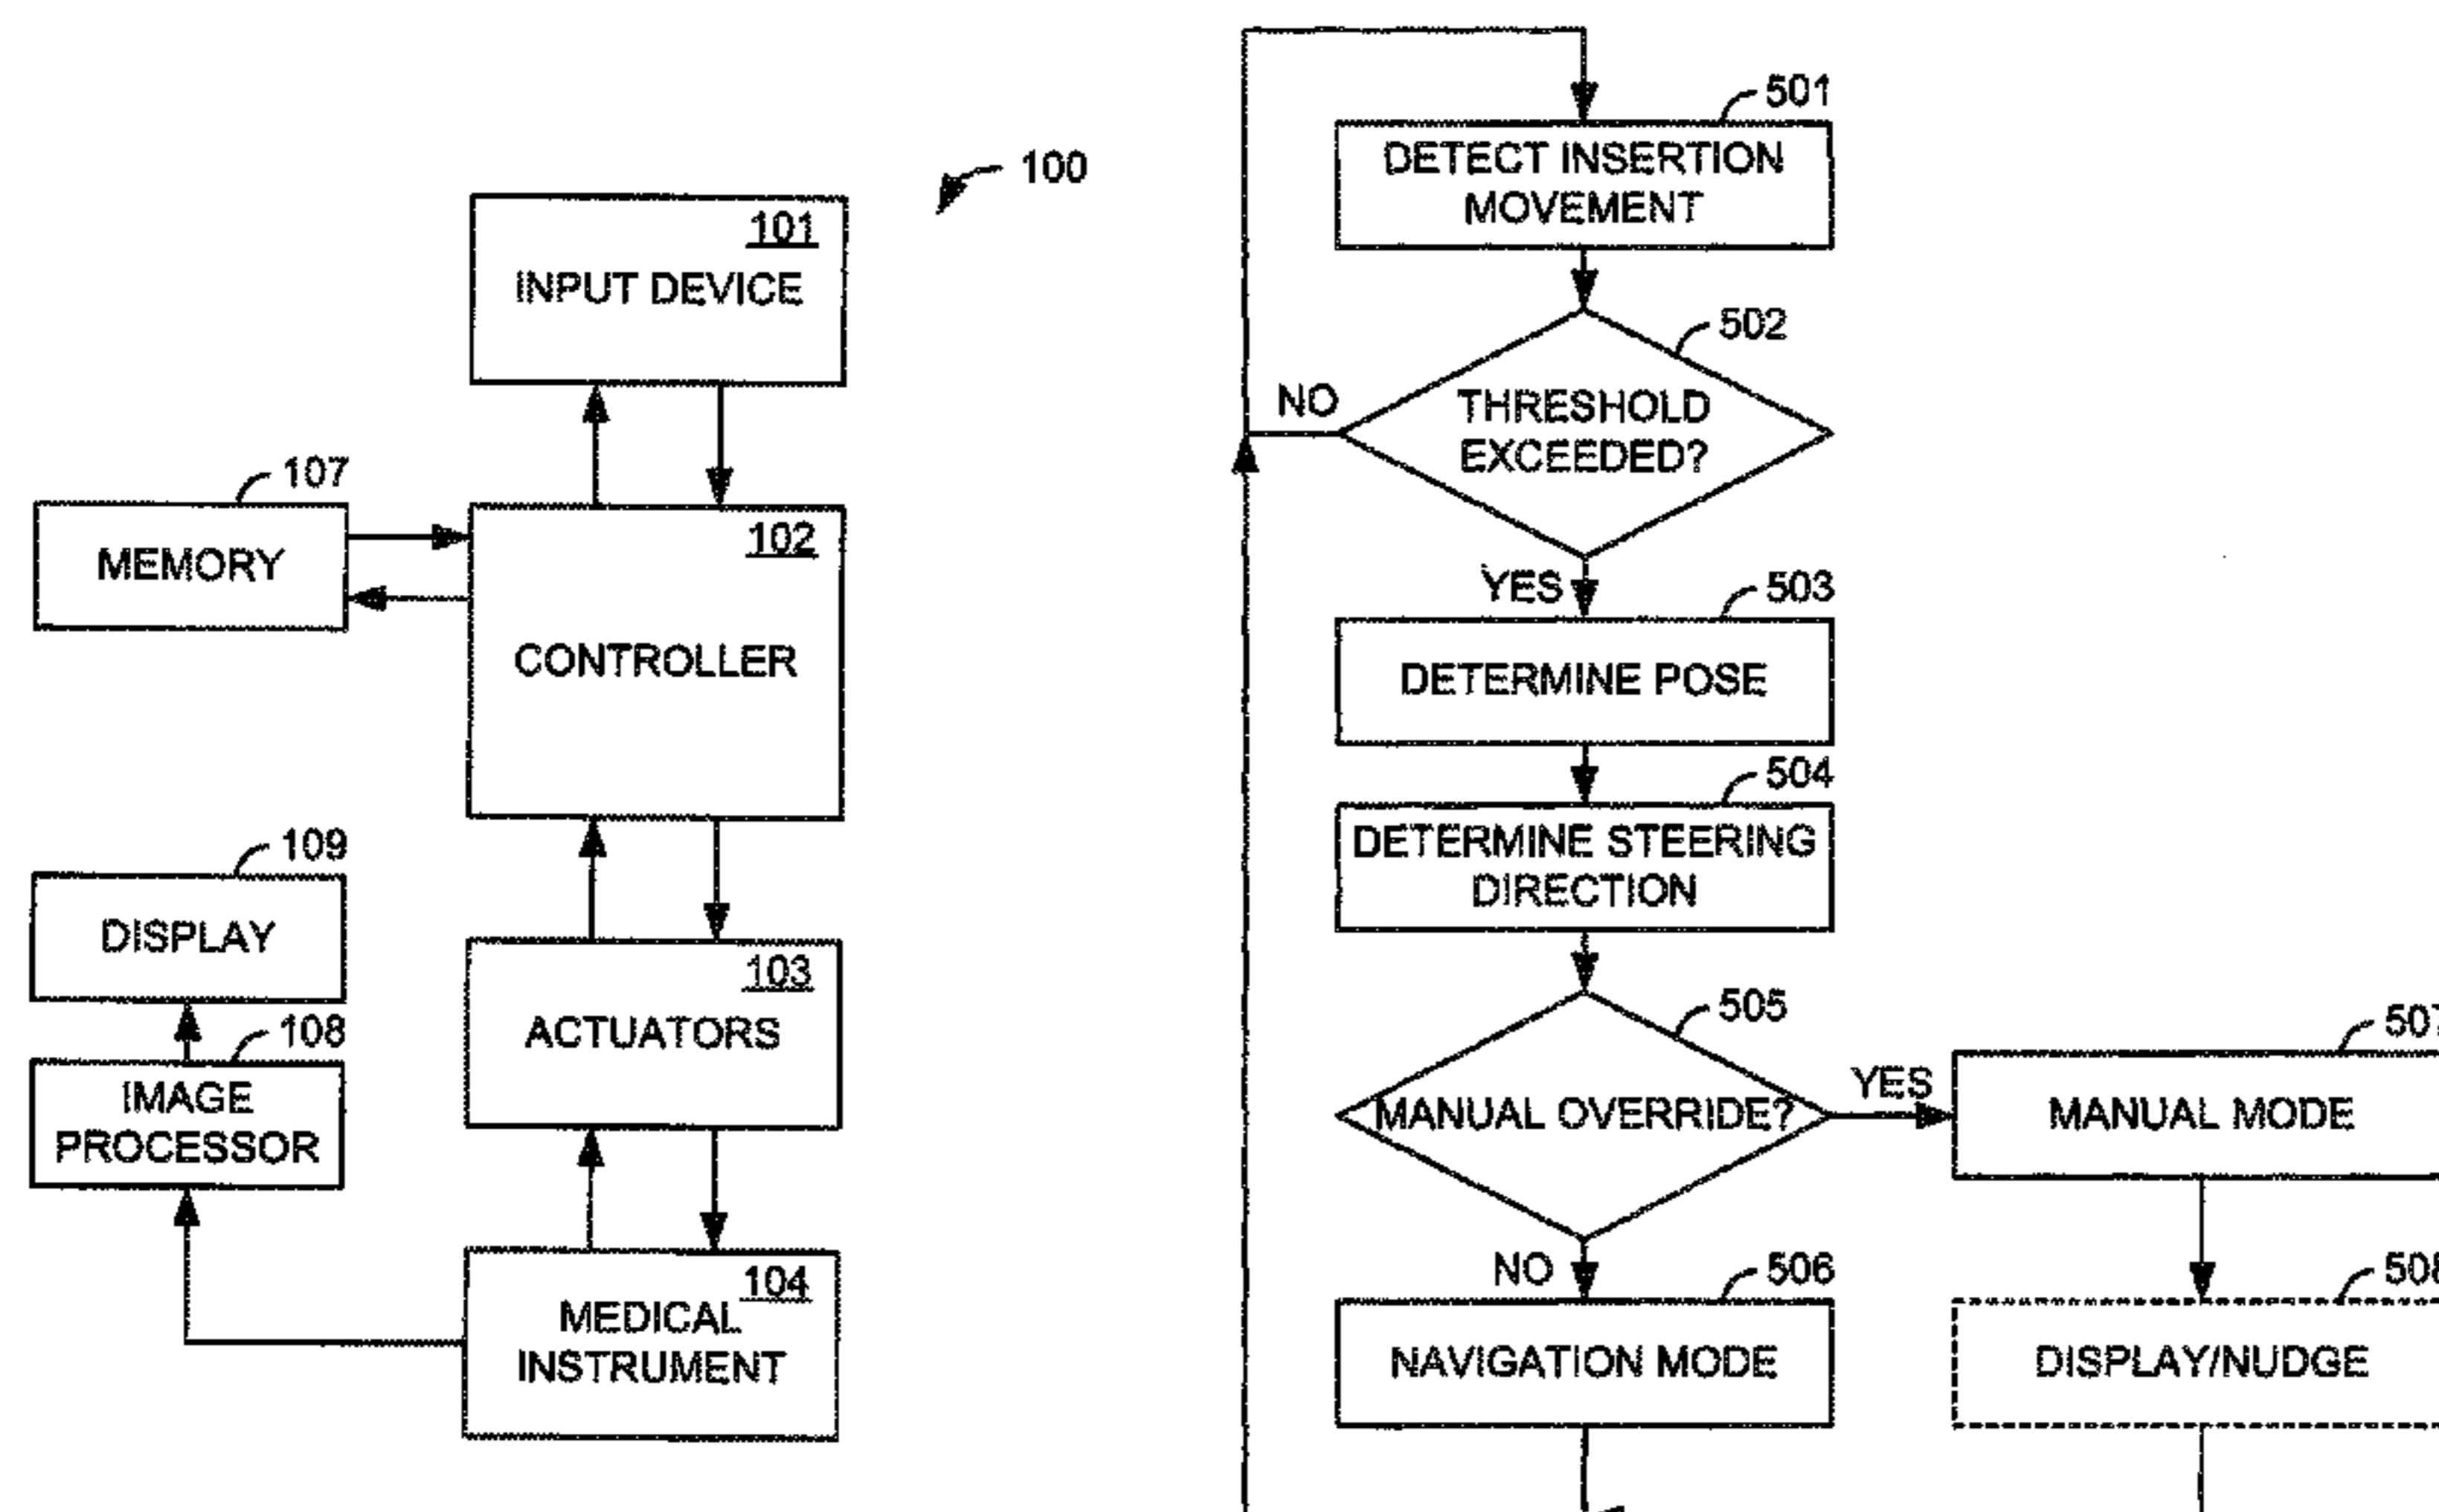 100
101
INPUT DEVICE
107
MEMORY
102
CONTROLLER
109
DISPLAY
103
ACTUATORS
108
IMAGE
PROCESSOR
104
MEDICAL
INSTRUMENT
501
DETECT INSERTION
MOVEMENT
502
NO
THRESHOLD
EXCEEDED?
YES
503
DETERMINE POSE
504
DETERMINE STEERING
DIRECTION
505
MANUAL OVERRIDE?
YES
507
MANUAL MODE
NO
506
NAVIGATION MODE
508
DISPLAY/NUDGE